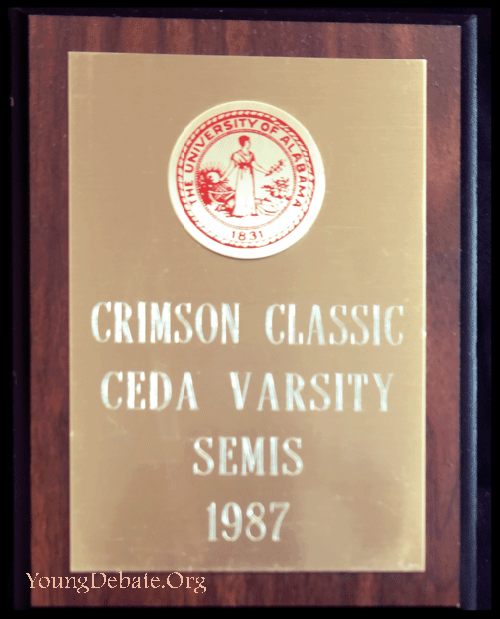 THE UNIVERSITY OF ALABAMA
1831
CRIMSON CLASSIC
CEDA VARSITY
SEMIS
1987
YoungDebate.Org